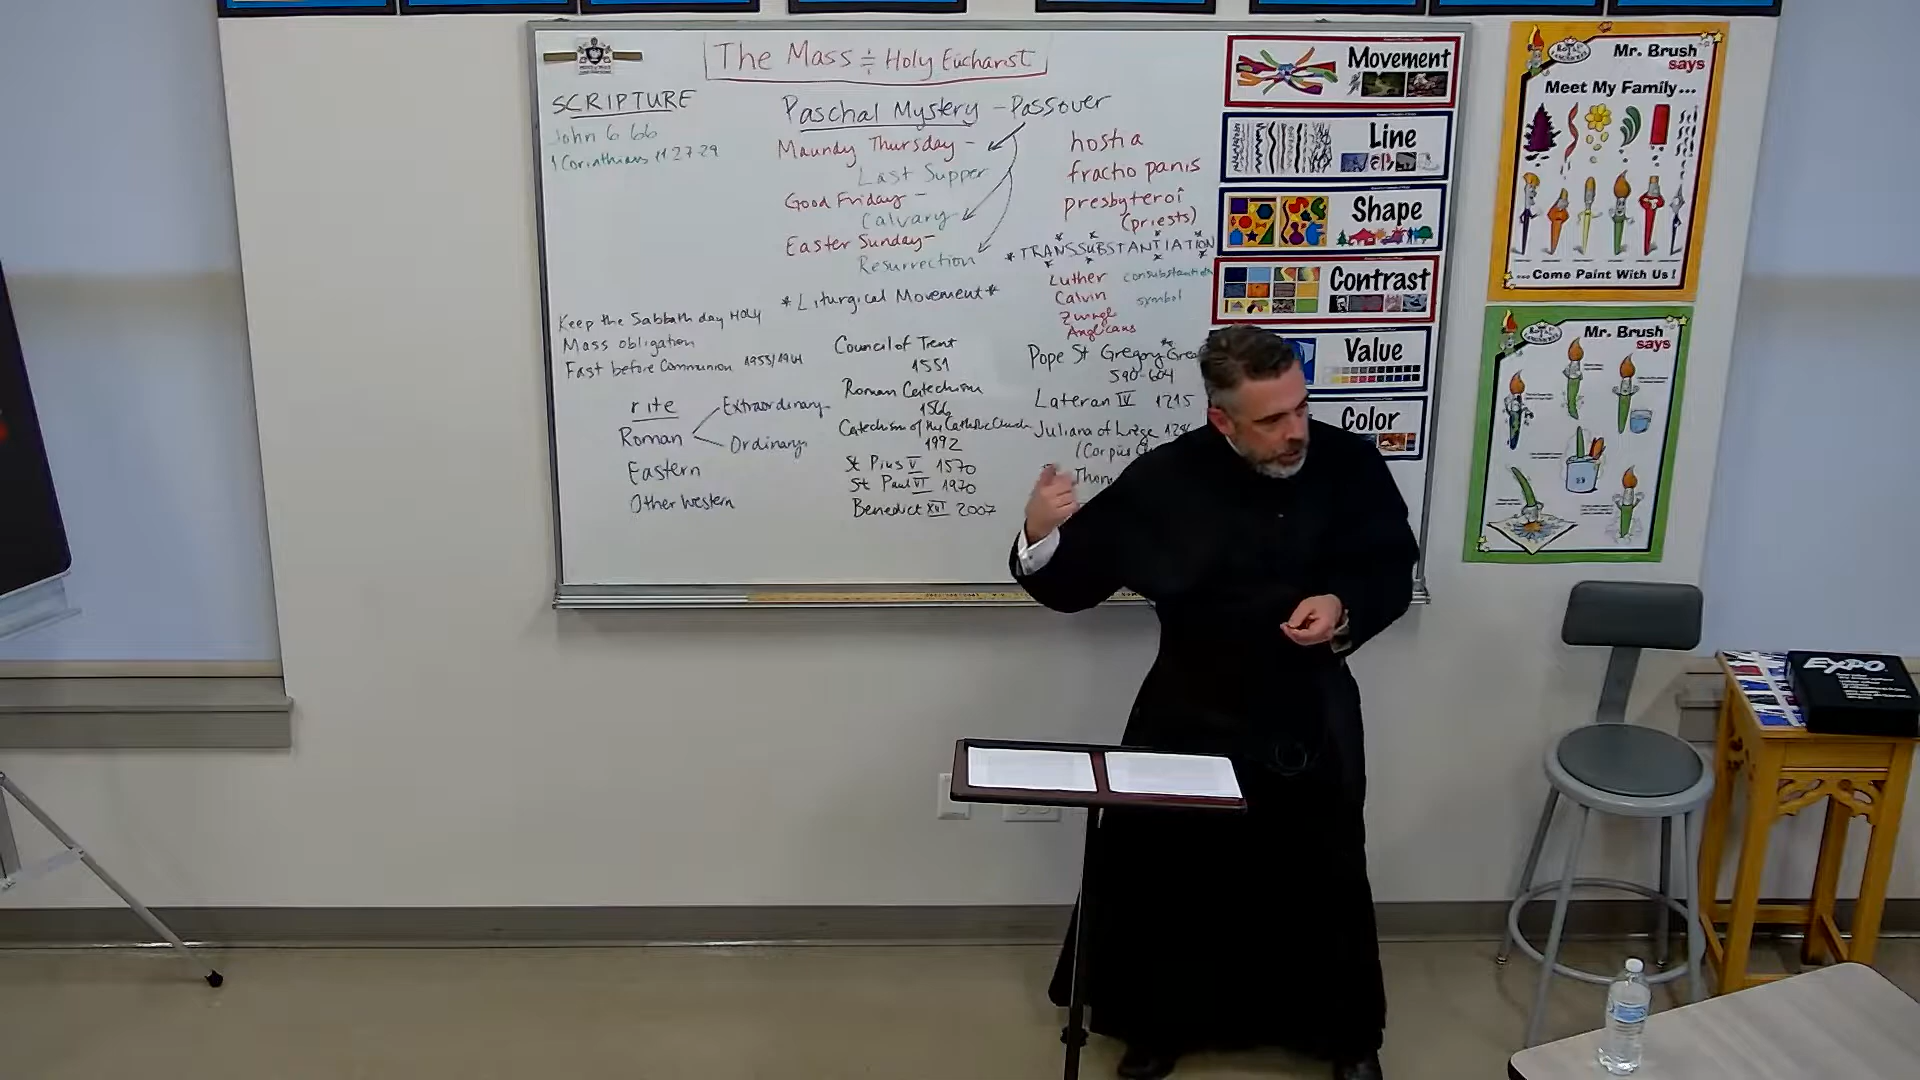 The Mass ÷ Holy Eucharist
SCRIPTURE
John 6 66
1 Corinthians 11 27-29
Keep the Sabbath day HOLY
Mass obligation
Fast before Communion 1953/1964
rite
Roman
Extraordinary
Ordinary
Eastern
Other Western
Paschal Mystery - Passover
Maundy Thursday -
Last Supper
Good Friday -
Calvary
Easter Sunday -
Resurrection
*Liturgical Movement*
Council of Trent
1551
Roman Catechism
1566
Catechism of the Catholic Church
1992
St Pius V 1570
St Paul VI 1970
Benedict XVI 2007
hostia
fractio panis
presbyteroi
(priests)
*TRANSSUBSTANTIATION
Luther consubstantiation
Calvin symbol
Zwingli
Anglicans
Pope St Gregory Grea
590-604
Lateran IV 1215
Juliana of Liège
(Corpus
Thom
Movement
Line
Shape
Contrast
Value
Color
Mr. Brush
says
Meet My Family...
...Come Paint With Us!
Mr. Brush
says
EXPO